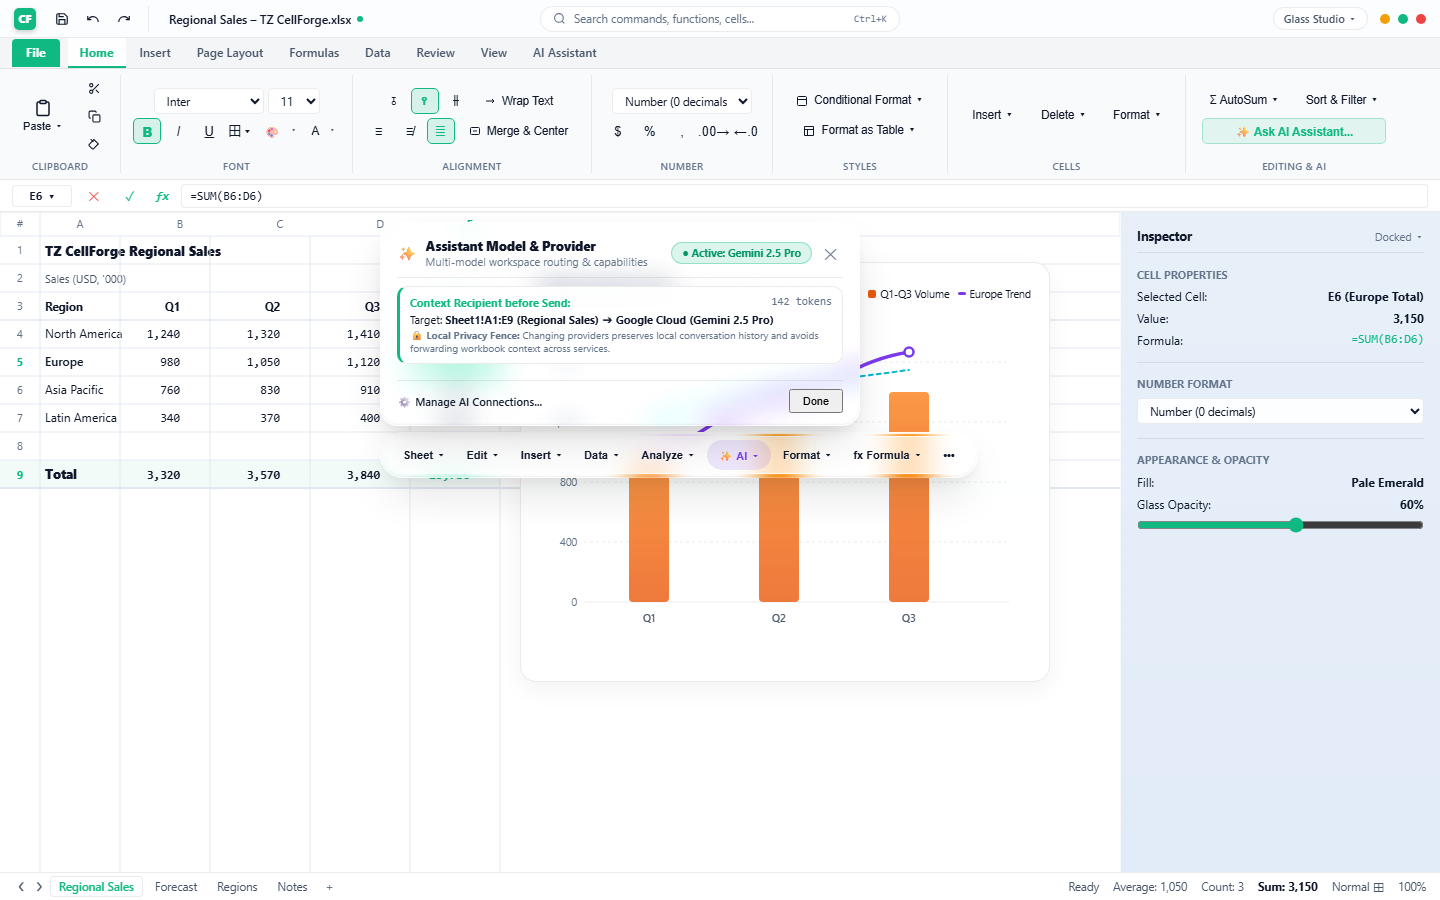 CF
Regional Sales – TZ CellForge.xlsx
Search commands, functions, cells... Ctrl+K
Glass Studio
File Home Insert Page Layout Formulas Data Review View AI Assistant
Paste
CLIPBOARD
Inter 11
B I U A
FONT
Wrap Text
Merge & Center
ALIGNMENT
Number (0 decimals
$ % , .00→ ←.0
NUMBER
Conditional Format
Format as Table
STYLES
Insert Delete Format
CELLS
Σ AutoSum Sort & Filter
✨ Ask AI Assistant...
EDITING & AI
E6 fx =SUM(B6:D6)
# A B C D
1 TZ CellForge Regional Sales
2 Sales (USD, '000)
3 Region Q1 Q2 Q3
4 North America 1,240 1,320 1,410
5 Europe 980 1,050 1,120
6 Asia Pacific 760 830 910
7 Latin America 340 370 400
8
9 Total 3,320 3,570 3,840
Assistant Model & Provider
Multi-model workspace routing & capabilities
● Active: Gemini 2.5 Pro
Context Recipient before Send: 142 tokens
Target: Sheet1!A1:E9 (Regional Sales) → Google Cloud (Gemini 2.5 Pro)
🔒 Local Privacy Fence: Changing providers preserves local conversation history and avoids
forwarding workbook context across services.
Manage AI Connections...
Done
Sheet Edit Insert Data Analyze ✨ AI Format fx Formula •••
Q1-Q3 Volume Europe Trend
800
400
0
Q1 Q2 Q3
Inspector Docked
CELL PROPERTIES
Selected Cell: E6 (Europe Total)
Value: 3,150
Formula: =SUM(B6:D6)
NUMBER FORMAT
Number (0 decimals)
APPEARANCE & OPACITY
Fill: Pale Emerald
Glass Opacity: 60%
Regional Sales Forecast Regions Notes +
Ready Average: 1,050 Count: 3 Sum: 3,150 Normal 100%